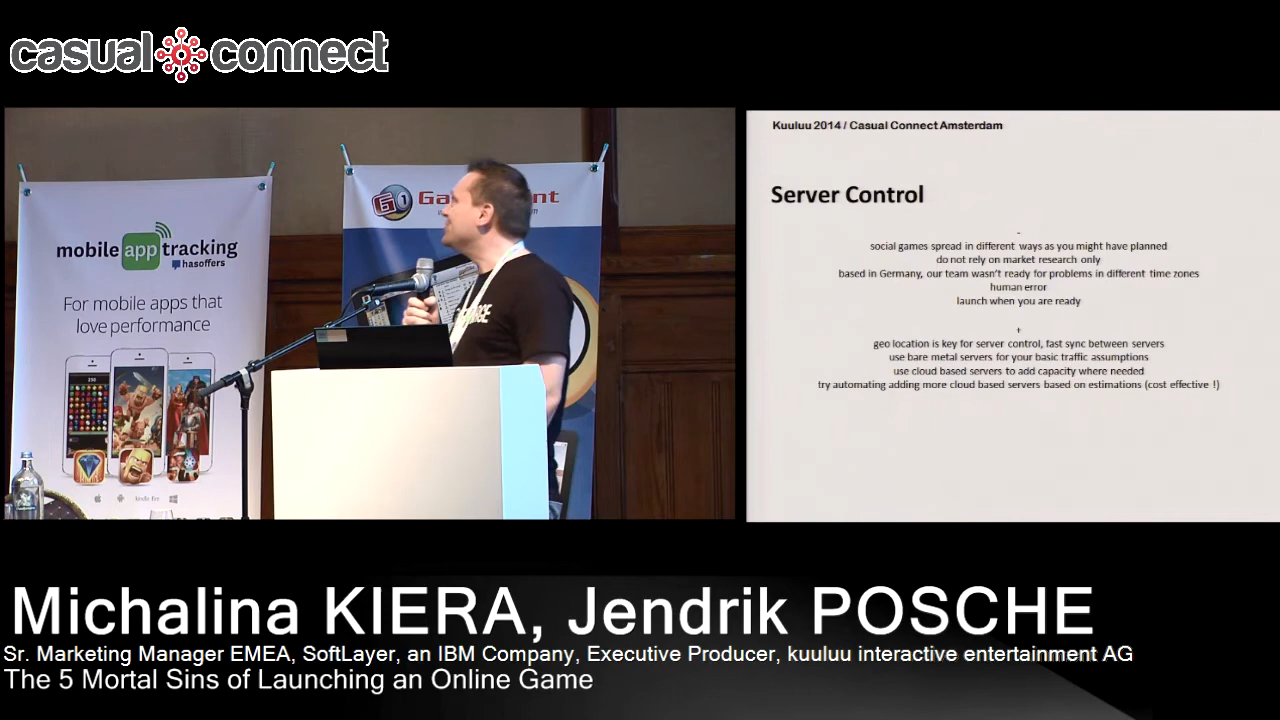 casual connect
mobile app tracking
hasoffers
For mobile apps that
love performance
kindle fire
G 1
Kuuluu 2014 / Casual Connect Amsterdam
Server Control
-
social games spread in different ways as you might have planned
do not rely on market research only
based in Germany, our team wasn't ready for problems in different time zones
human error
launch when you are ready
+
geo location is key for server control, fast sync between servers
use bare metal servers for your basic traffic assumptions
use cloud based servers to add capacity where needed
try automating adding more cloud based servers based on estimations (cost effective !)
Michalina KIERA, Jendrik POSCHE
Sr. Marketing Manager EMEA, SoftLayer, an IBM Company, Executive Producer, kuuluu interactive entertainment AG
The 5 Mortal Sins of Launching an Online Game